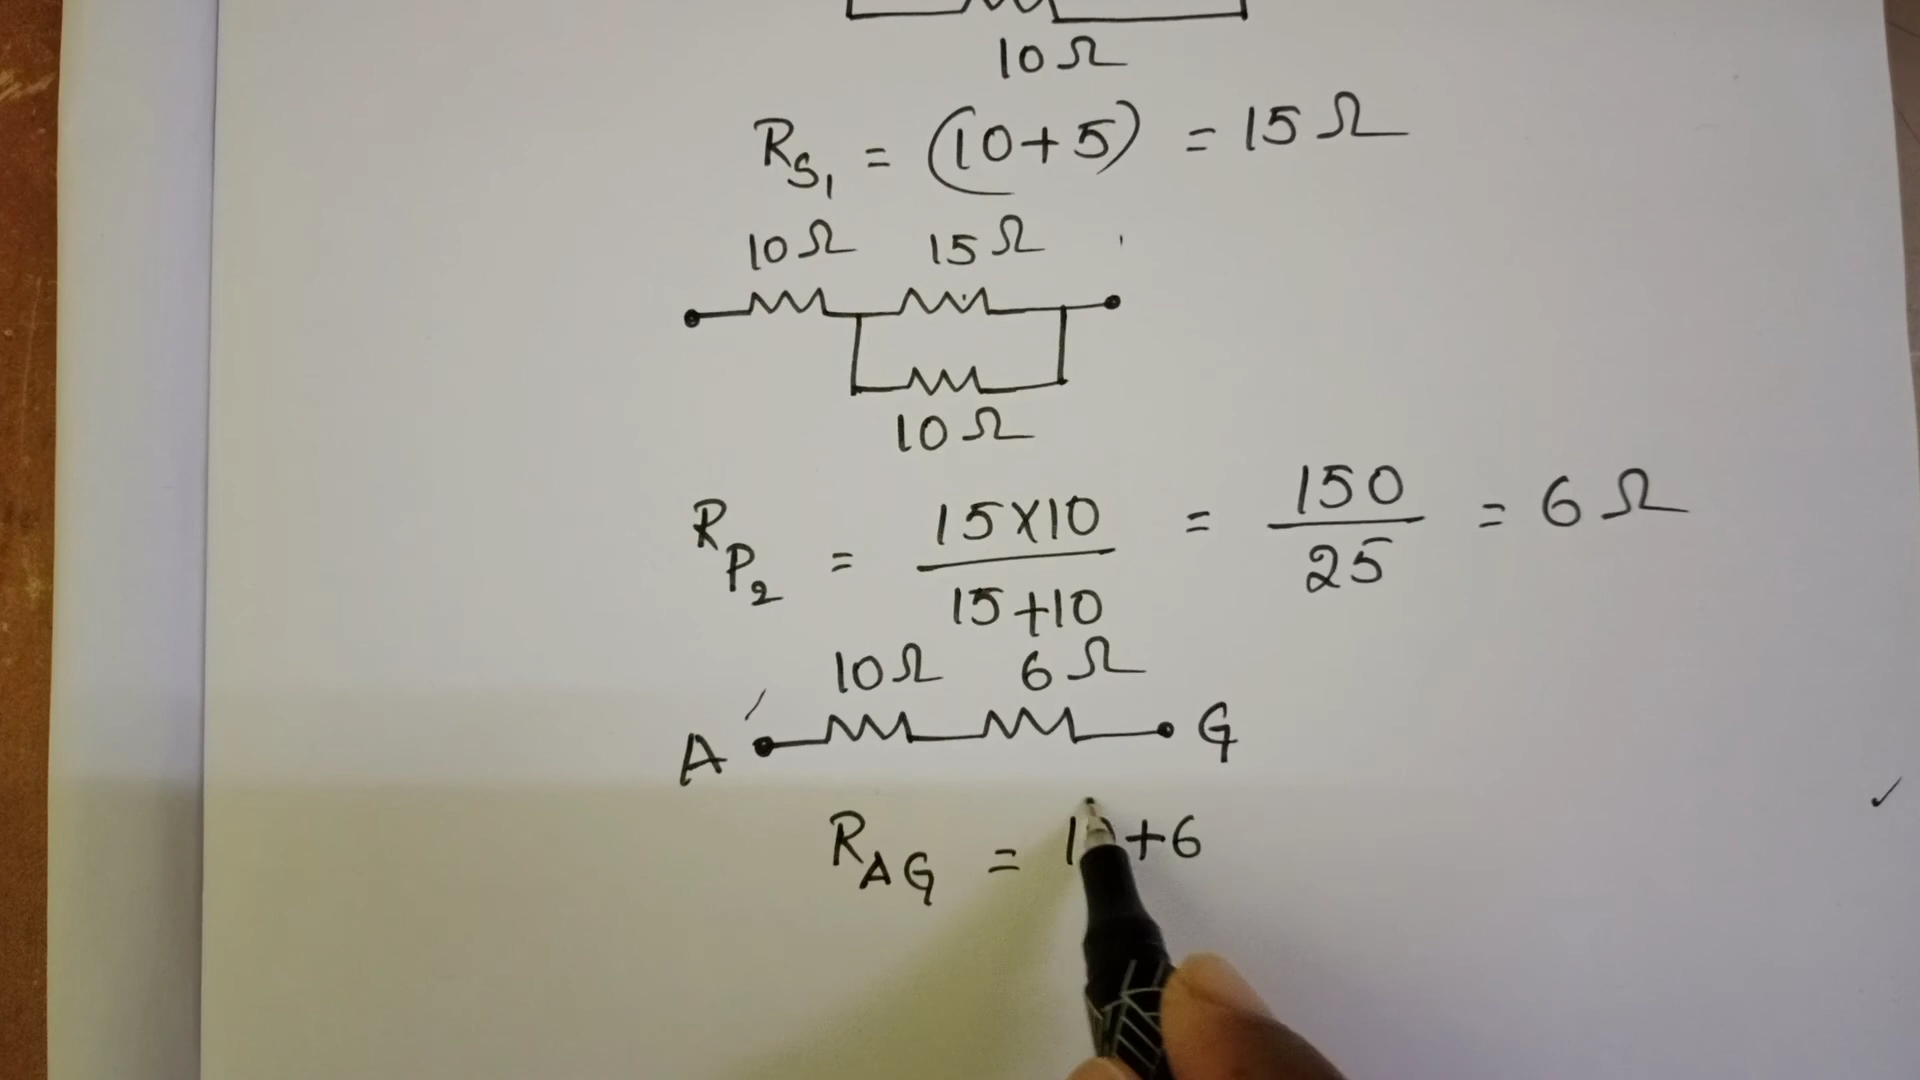 10Ω
R_S₁ = (10+5) = 15Ω
10Ω 15Ω
10Ω
R_P₂ = 15×10 / 15+10 = 150 / 25 = 6Ω
10Ω 6Ω
A G
R_AG = 10+6